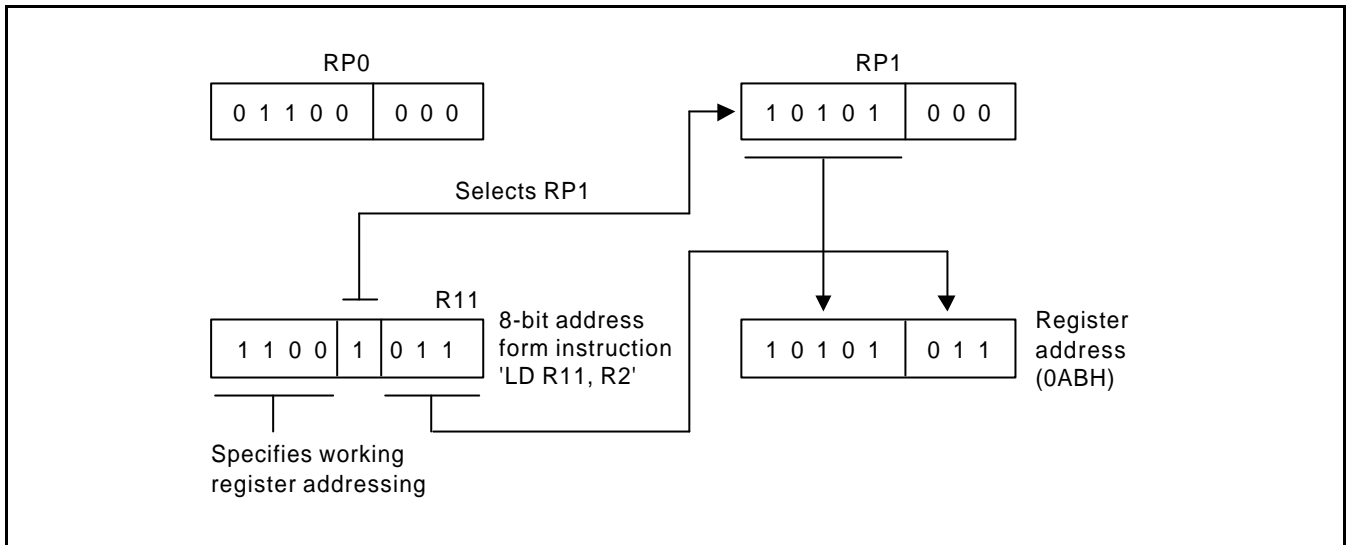 RP0
RP1
0 1 1 0 0 0 0 0
1 0 1 0 1 0 0 0
Selects RP1
R11
1 1 0 0 1 0 1 1
8-bit address
form instruction
'LD R11, R2'
1 0 1 0 1 0 1 1
Register
address
(0ABH)
Specifies working
register addressing